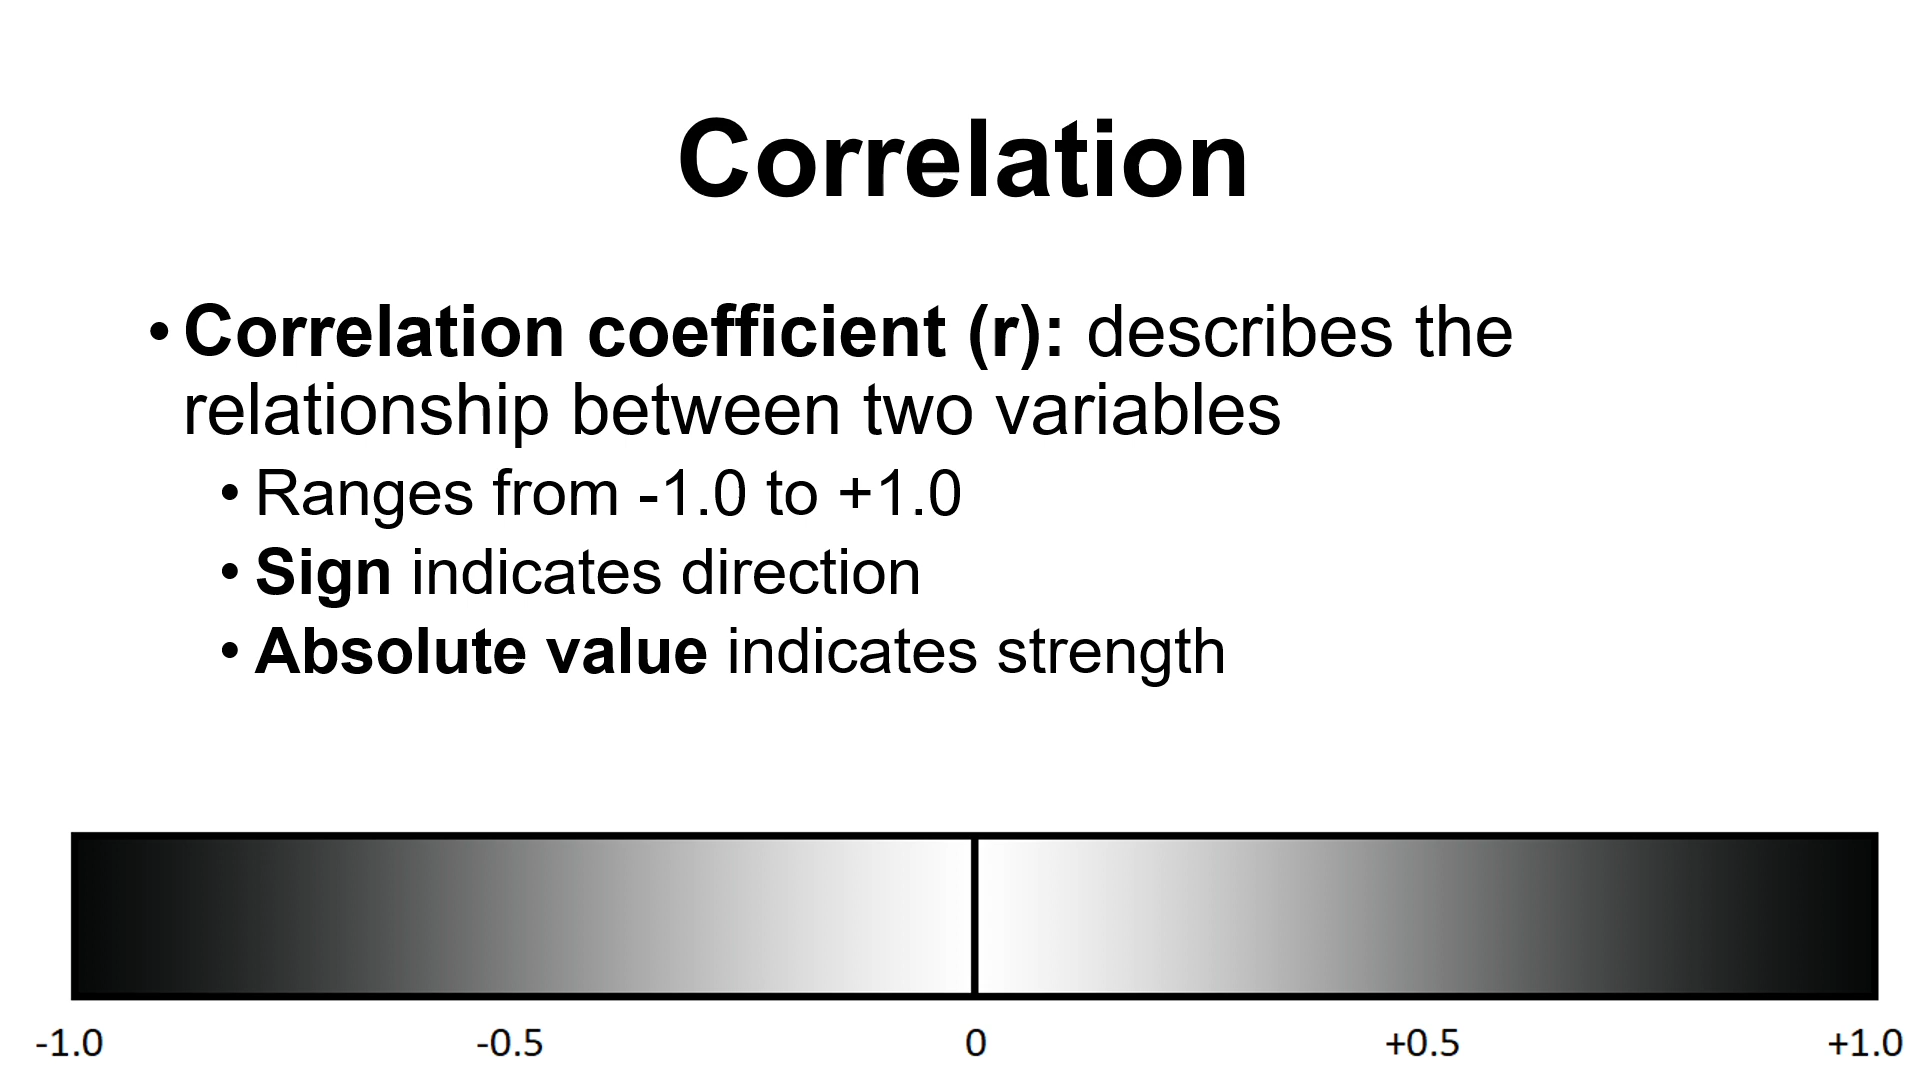 Correlation
• Correlation coefficient (r): describes the
relationship between two variables
• Ranges from -1.0 to +1.0
• Sign indicates direction
• Absolute value indicates strength
-1.0 -0.5 0 +0.5 +1.0